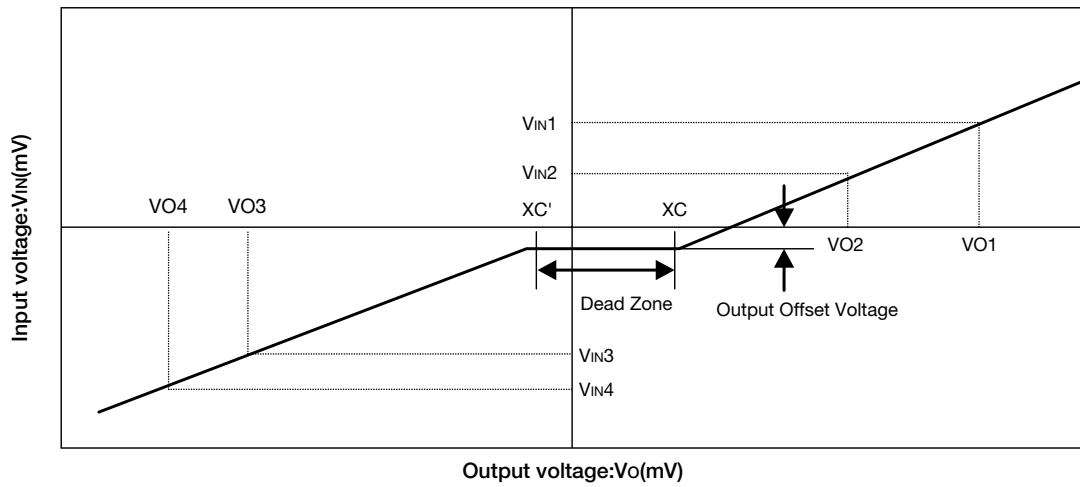 Input voltage:VIN(mV)
VIN1
VIN2
VO4
VO3
XC'
XC
VO2
VO1
Dead Zone
Output Offset Voltage
VIN3
VIN4
Output voltage:VO(mV)